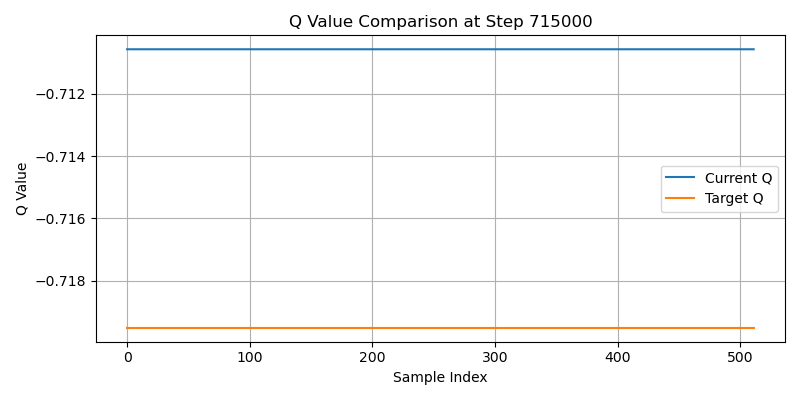 Q Value Comparison at Step 715000
Q Value
−0.712
−0.714
−0.716
−0.718
Current Q
Target Q
0 100 200 300 400 500
Sample Index